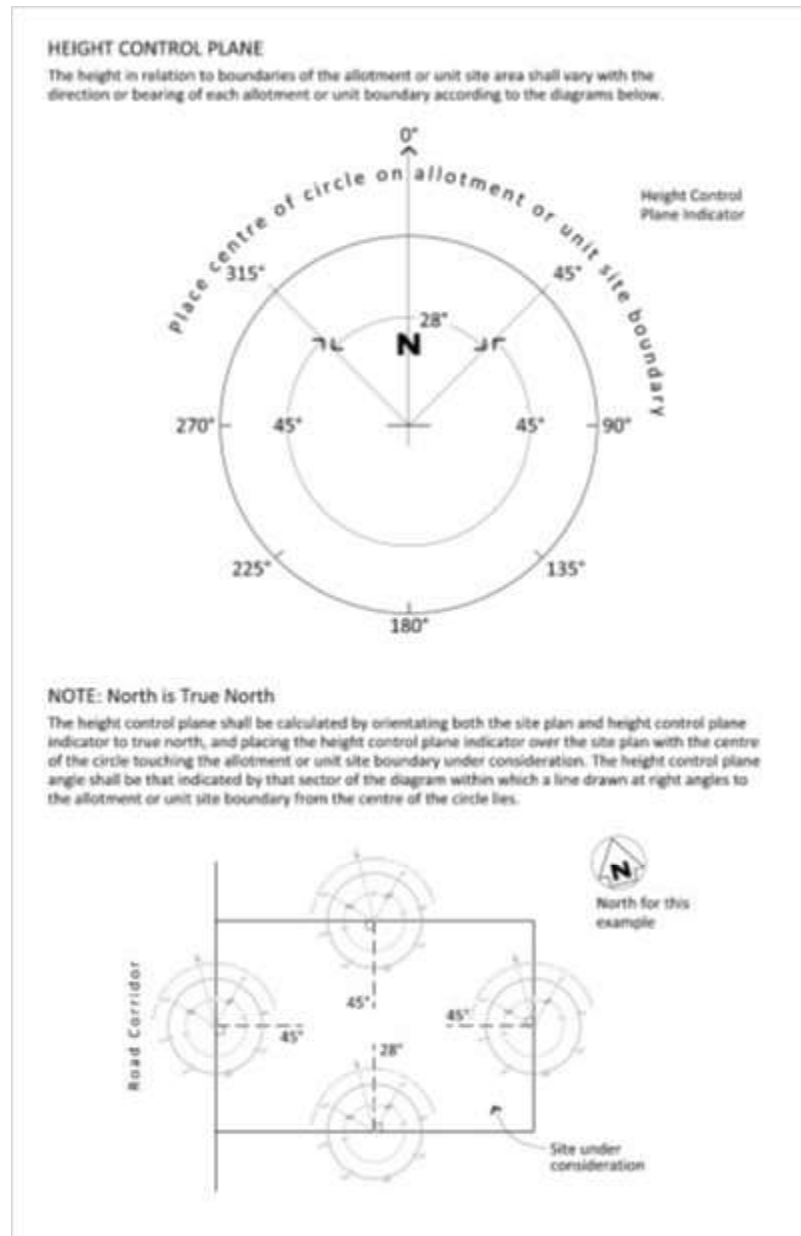 HEIGHT CONTROL PLANE
The height in relation to boundaries of the allotment or unit site area shall vary with the
direction or bearing of each allotment or unit boundary according to the diagrams below.
0°
Place centre of circle on allotment or unit site boundary
Height Control
Plane Indicator
315°
45°
28°
N
270°
45°
45°
90°
225°
135°
180°
NOTE: North is True North
The height control plane shall be calculated by orientating both the site plan and height control plane
indicator to true north, and placing the height control plane indicator over the site plan with the centre
of the circle touching the allotment or unit site boundary under consideration. The height control plane
angle shall be that indicated by that sector of the diagram within which a line drawn at right angles to
the allotment or unit site boundary from the centre of the circle lies.
N
North for this
example
Road Corridor
45°
45°
45°
28°
Site under
consideration